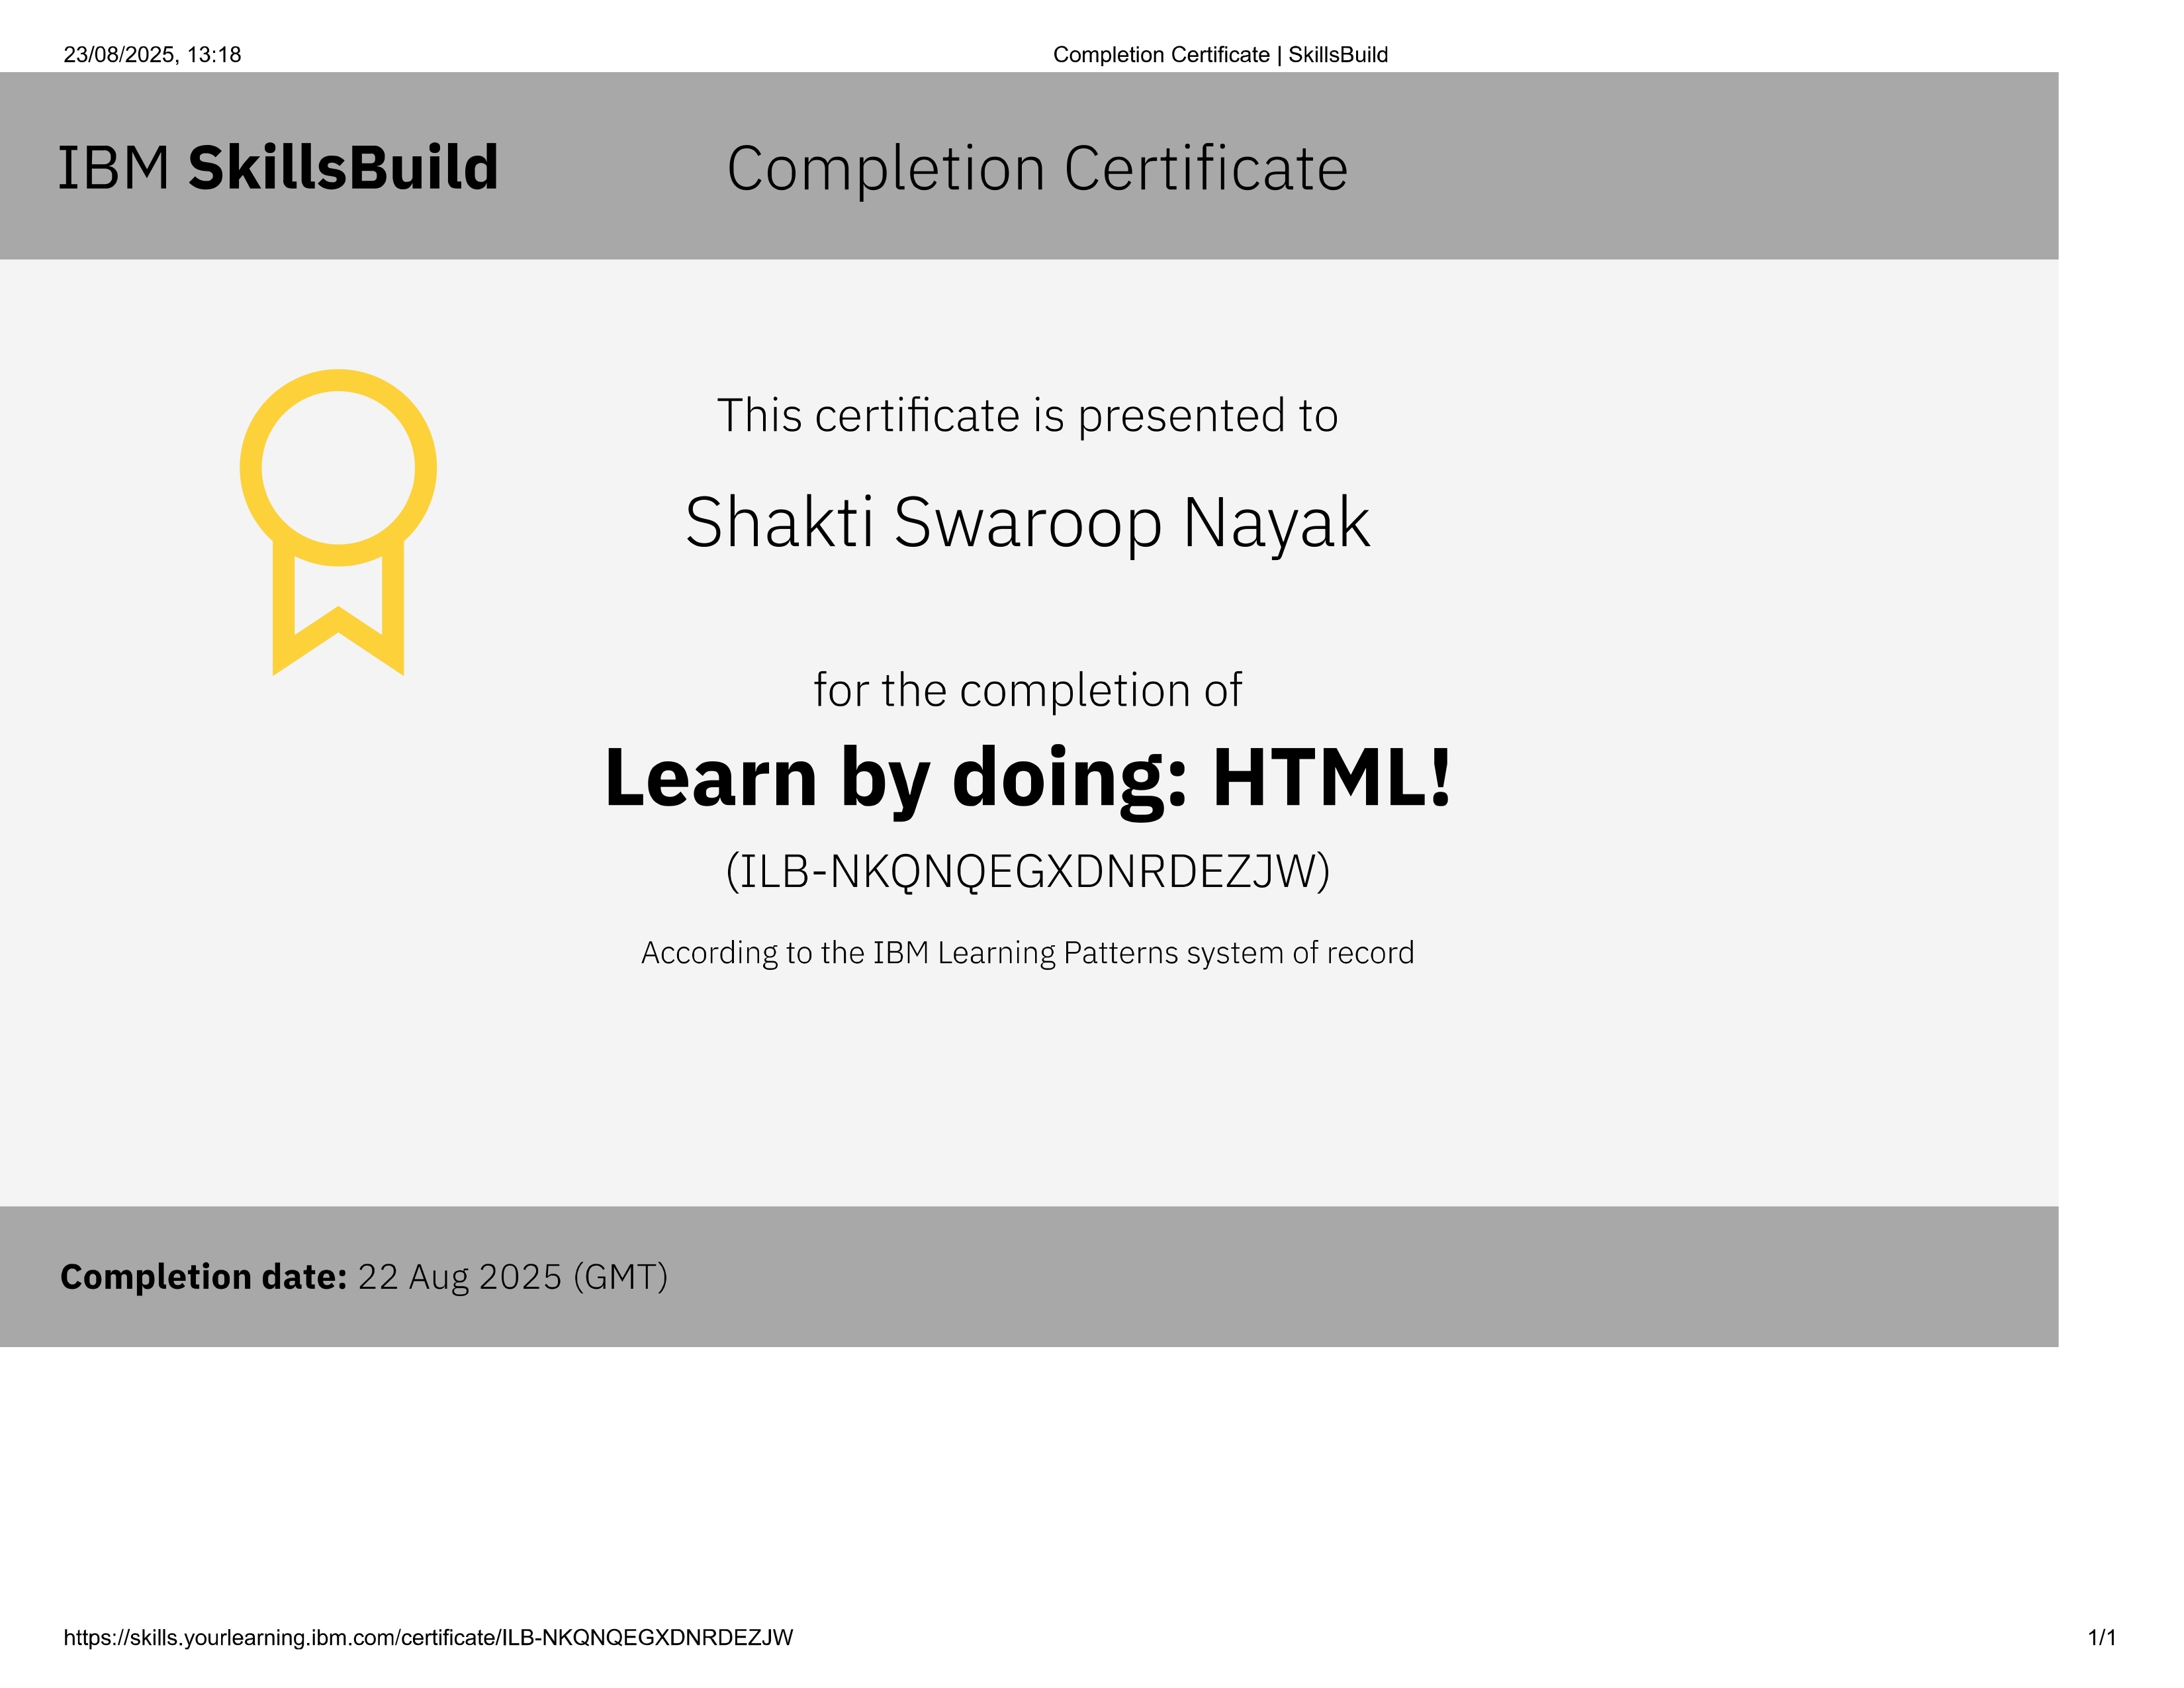 23/08/2025, 13:18 Completion Certificate | SkillsBuild
IBM SkillsBuild Completion Certificate
This certificate is presented to
Shakti Swaroop Nayak
for the completion of
Learn by doing: HTML!
(ILB-NKQNQEGXDNRDEZJW)
According to the IBM Learning Patterns system of record
Completion date: 22 Aug 2025 (GMT)
https://skills.yourlearning.ibm.com/certificate/ILB-NKQNQEGXDNRDEZJW 1/1